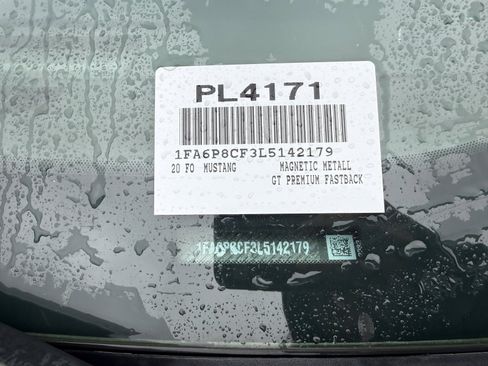 PL4171
1FA6P8CF3L5142179
20 FO MUSTANG MAGNETIC METALL
GT PREMIUM FASTBACK
1FA6P8CF3L5142179